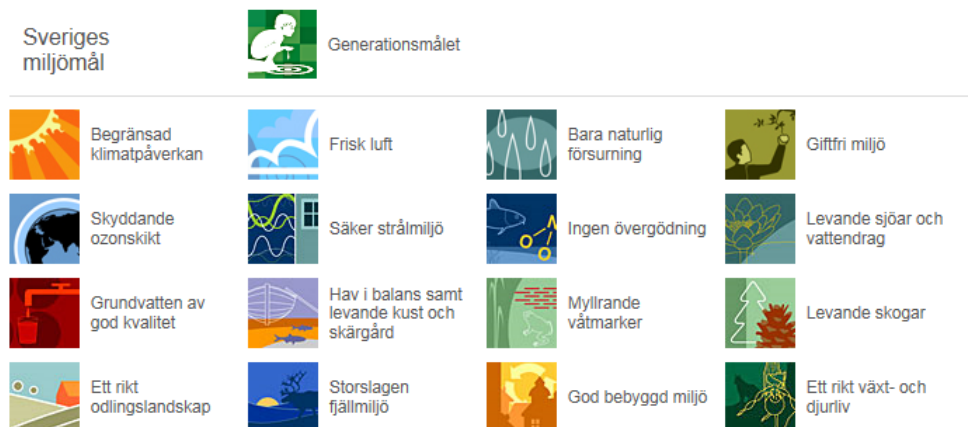 Sveriges
miljömål
Generationsmålet
Begränsad
klimatpåverkan
Frisk luft
Bara naturlig
försurning
Giftfri miljö
Skyddande
ozonskikt
Säker strålmiljö
Ingen övergödning
Levande sjöar och
vattendrag
Grundvatten av
god kvalitet
Hav i balans samt
levande kust och
skärgård
Myllrande
våtmarker
Levande skogar
Ett rikt
odlingslandskap
Storslagen
fjällmiljö
God bebyggd miljö
Ett rikt växt- och
djurliv